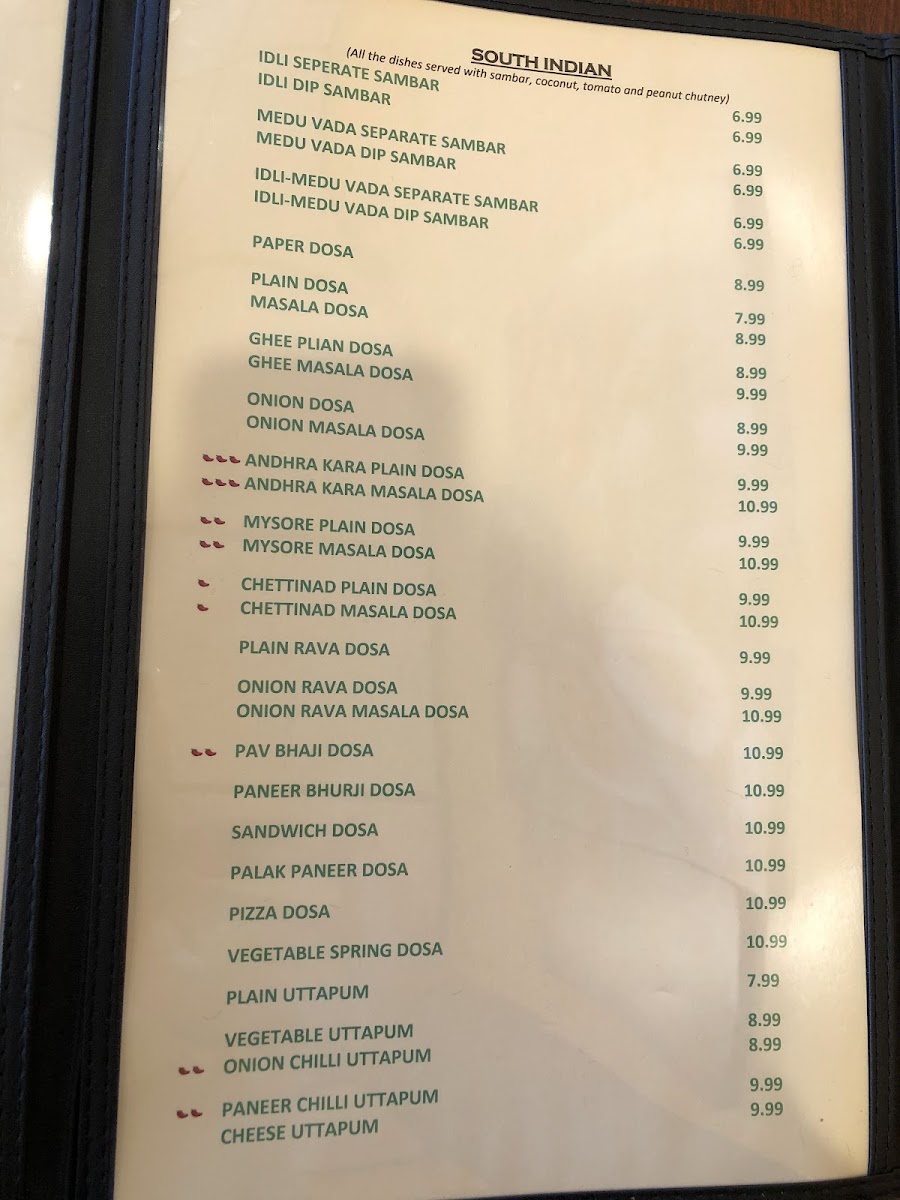 SOUTH INDIAN
(All the dishes served with sambar, coconut, tomato and peanut chutney)
IDLI SEPERATE SAMBAR 6.99
IDLI DIP SAMBAR 6.99
MEDU VADA SEPARATE SAMBAR 6.99
MEDU VADA DIP SAMBAR 6.99
IDLI-MEDU VADA SEPARATE SAMBAR 6.99
IDLI-MEDU VADA DIP SAMBAR 6.99
PAPER DOSA 8.99
PLAIN DOSA 7.99
MASALA DOSA 8.99
GHEE PLIAN DOSA 8.99
GHEE MASALA DOSA 9.99
ONION DOSA 8.99
ONION MASALA DOSA 9.99
ANDHRA KARA PLAIN DOSA 9.99
ANDHRA KARA MASALA DOSA 10.99
MYSORE PLAIN DOSA 9.99
MYSORE MASALA DOSA 10.99
CHETTINAD PLAIN DOSA 9.99
CHETTINAD MASALA DOSA 10.99
PLAIN RAVA DOSA 9.99
ONION RAVA DOSA 9.99
ONION RAVA MASALA DOSA 10.99
PAV BHAJI DOSA 10.99
PANEER BHURJI DOSA 10.99
SANDWICH DOSA 10.99
PALAK PANEER DOSA 10.99
PIZZA DOSA 10.99
VEGETABLE SPRING DOSA 10.99
PLAIN UTTAPUM 7.99
VEGETABLE UTTAPUM 8.99
ONION CHILLI UTTAPUM 8.99
PANEER CHILLI UTTAPUM 9.99
CHEESE UTTAPUM 9.99